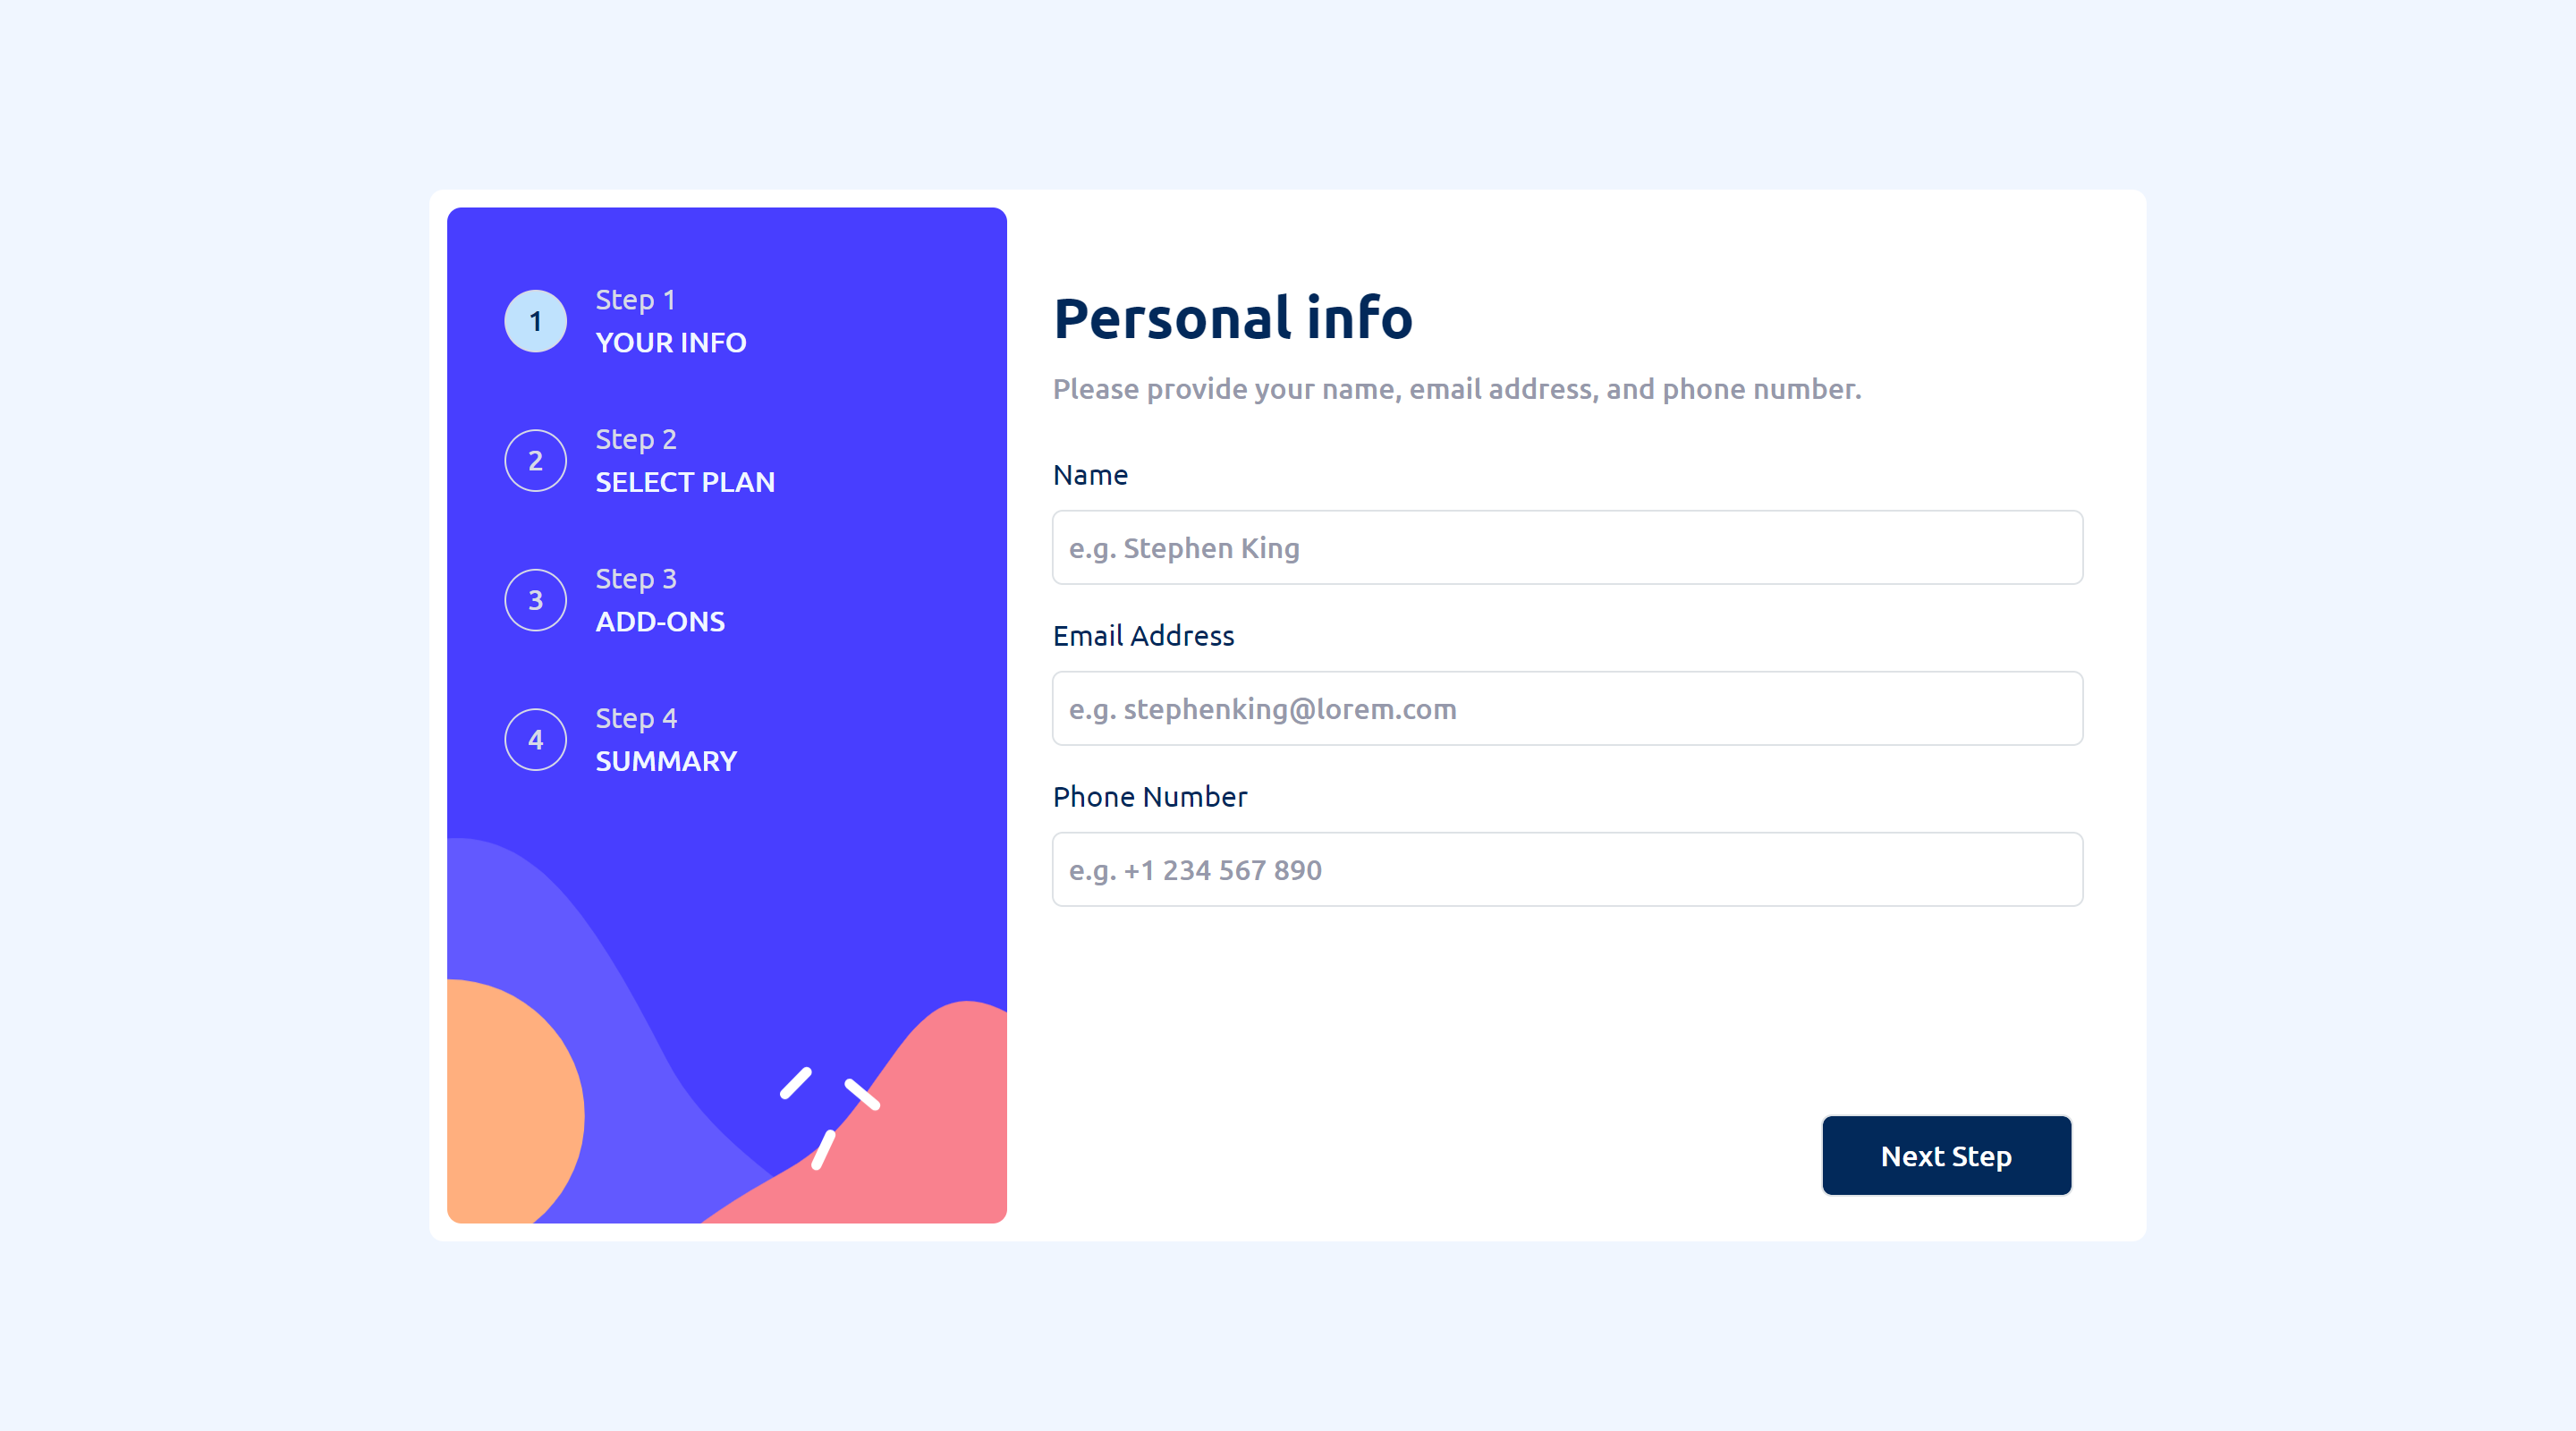 1
Step 1
YOUR INFO
2
Step 2
SELECT PLAN
3
Step 3
ADD-ONS
4
Step 4
SUMMARY
Personal info
Please provide your name, email address, and phone number.
Name
e.g. Stephen King
Email Address
e.g. stephenking@lorem.com
Phone Number
e.g. +1 234 567 890
Next Step